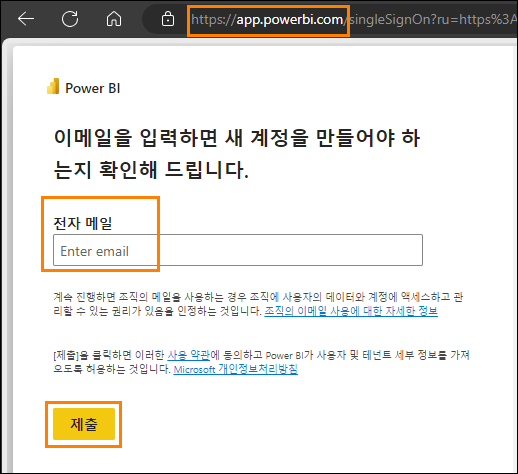 https://app.powerbi.com/singleSignOn?ru=https%3A
Power BI
이메일을 입력하면 새 계정을 만들어야 하
는지 확인해 드립니다.
전자 메일
Enter email
계속 진행하면 조직의 메일을 사용하는 경우 조직에 사용자의 데이터와 계정에 액세스하고 관
리할 수 있는 권리가 있음을 인정하는 것입니다. 조직의 이메일 사용에 대한 자세한 정보
[제출]을 클릭하면 이러한 사용 약관에 동의하고 Power BI가 사용자 및 테넌트 세부 정보를 가져
오도록 허용하는 것입니다. Microsoft 개인정보처리방침
제출